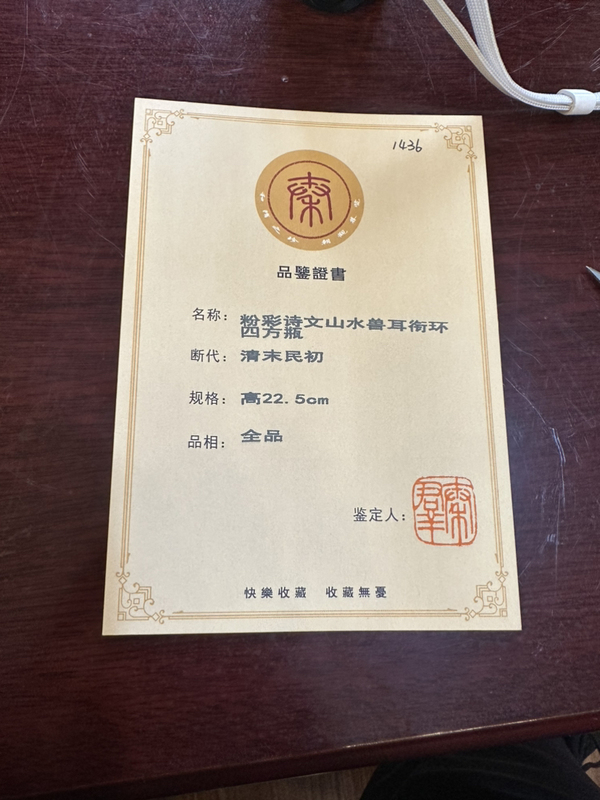 1436
秦
品鑒證書
名称：粉彩诗文山水兽耳衔环
四方瓶
断代：清末民初
规格：高22.5cm
品相：全品
鉴定人：
快樂收藏 收藏無憂